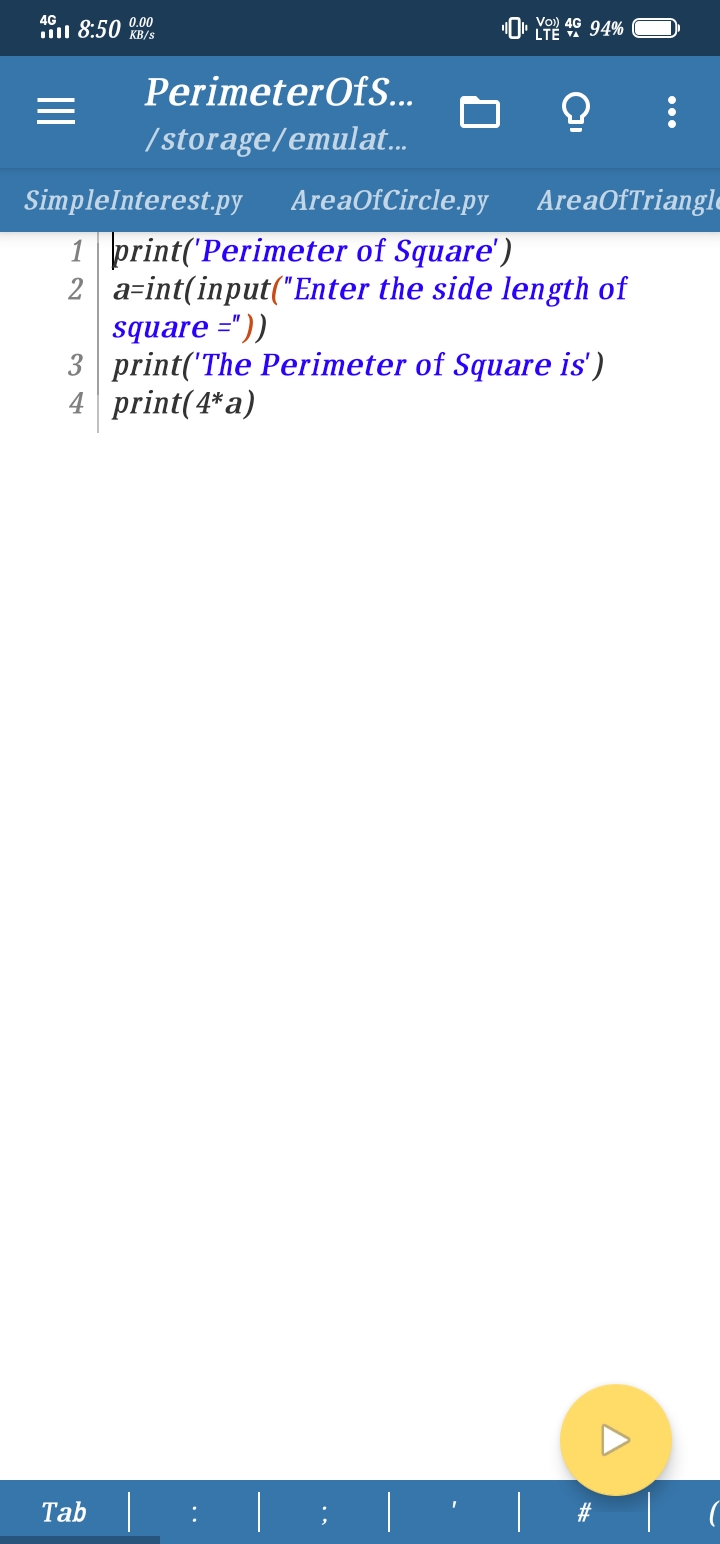 4G 8:50 0.00 KB/s Vo)) LTE 4G 94%
PerimeterOfS...
/storage/emulat...
SimpleInterest.py AreaOfCircle.py AreaOfTriangle
1 print('Perimeter of Square')
2 a=int(input("Enter the side length of
square ="))
3 print('The Perimeter of Square is')
4 print(4*a)
Tab : ; ' # (